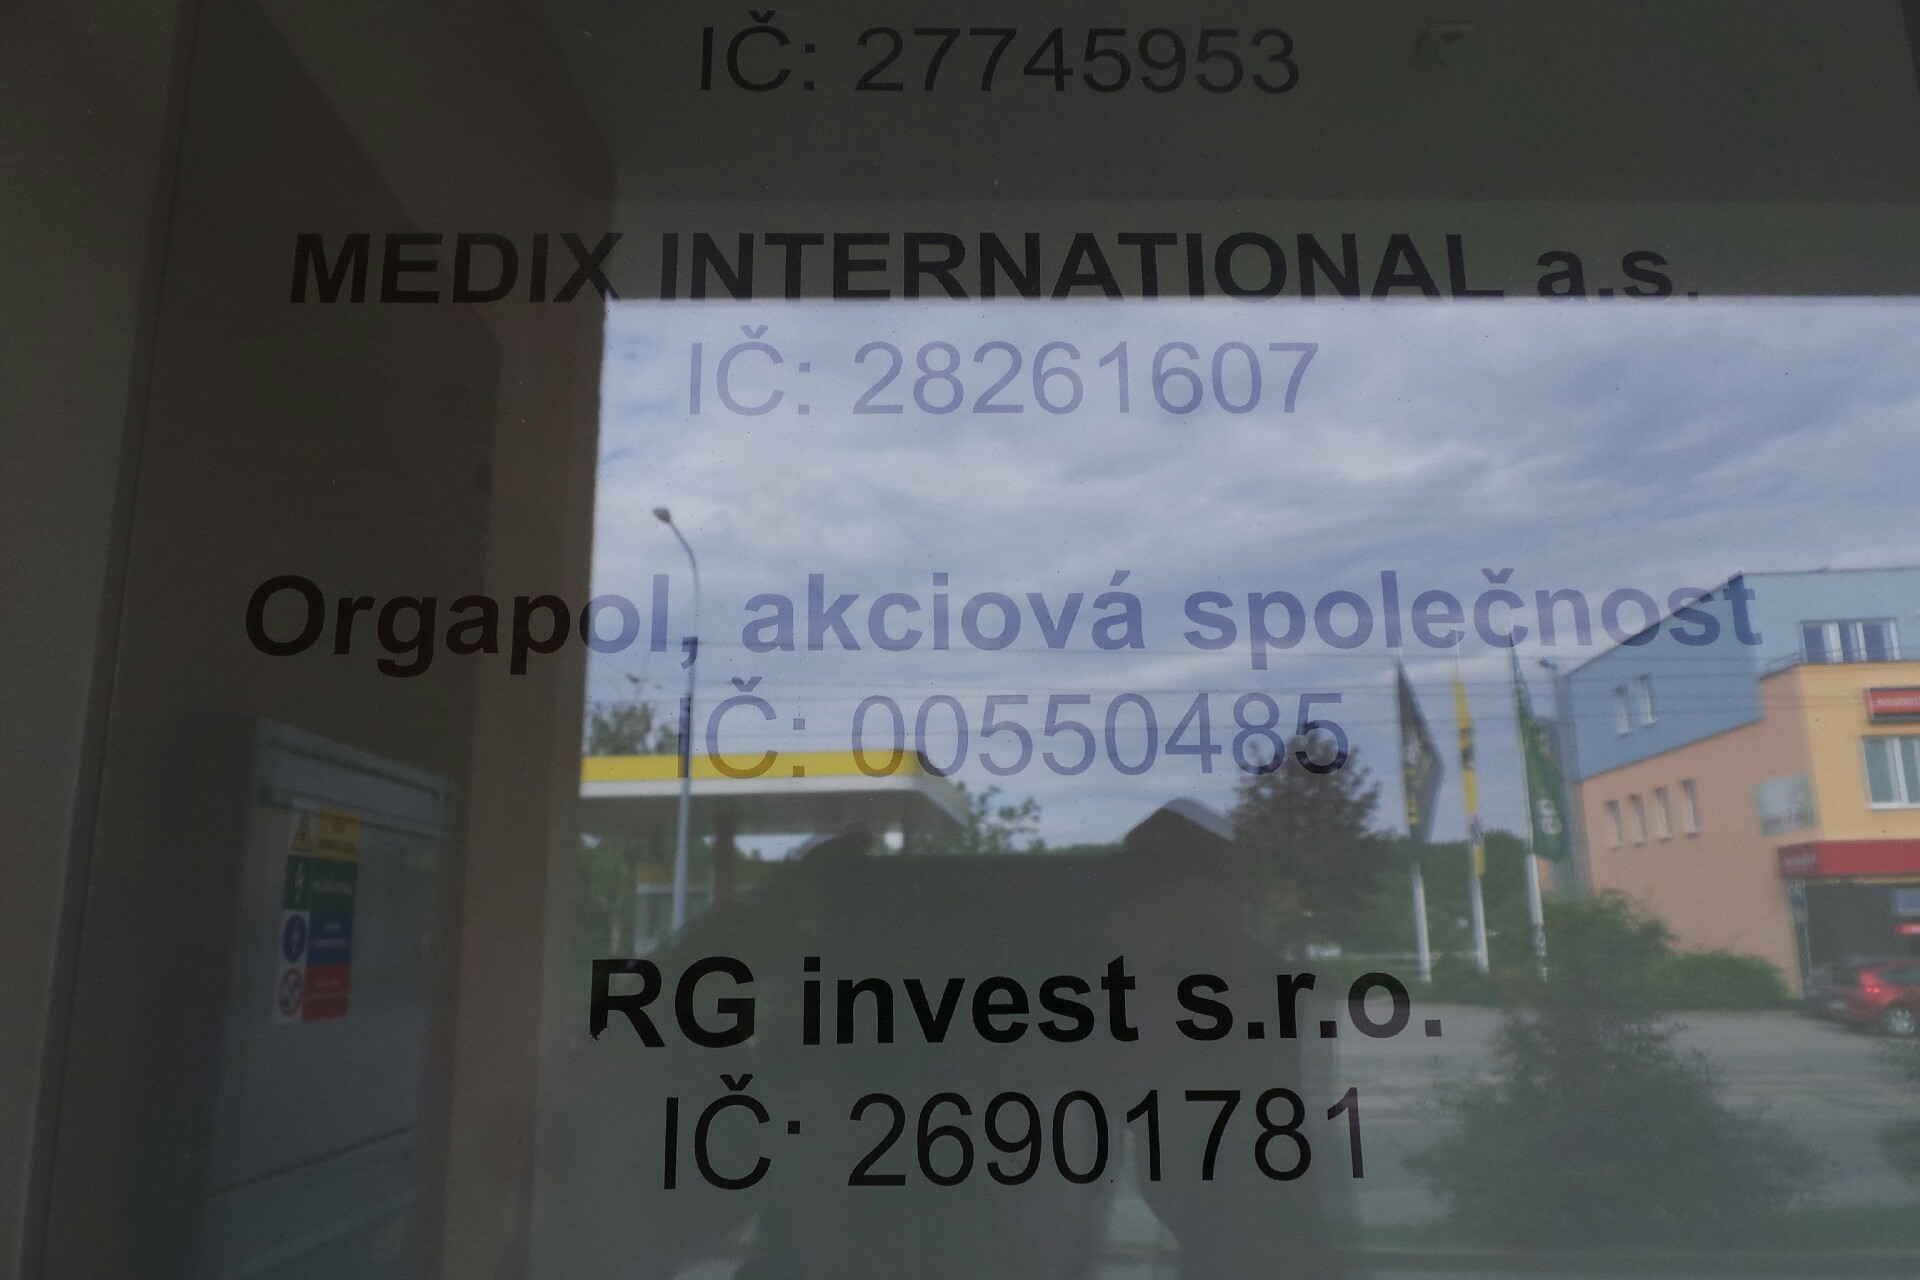 IČ: 27745953
MEDIX INTERNATIONAL a.s.
IČ: 28261607
Orgapol, akciová společnost
IČ: 00550485
RG invest s.r.o.
IČ: 26901781